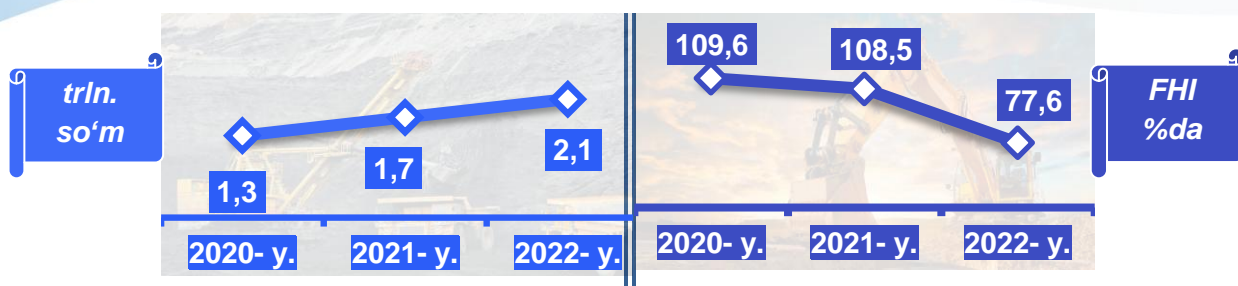 trln.
so‘m
1,3
1,7
2,1
2020- y.
2021- y.
2022- y.
109,6
108,5
77,6
2020- y.
2021- y.
2022- y.
FHI
%da